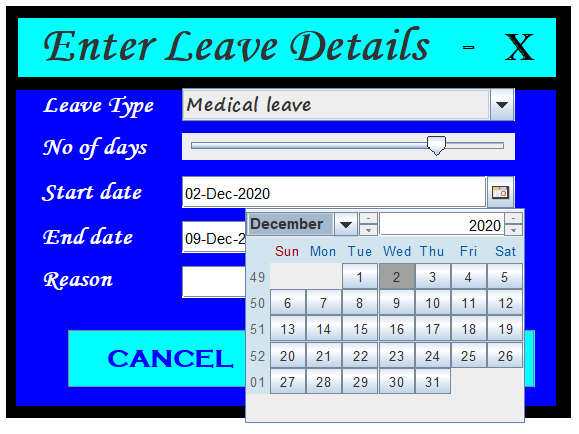 Enter Leave Details - X
Leave Type Medical leave
No of days
Start date 02-Dec-2020
End date 09-Dec-2
Reason
December 2020
Sun Mon Tue Wed Thu Fri Sat
49 1 2 3 4 5
50 6 7 8 9 10 11 12
51 13 14 15 16 17 18 19
52 20 21 22 23 24 25 26
01 27 28 29 30 31
CANCEL